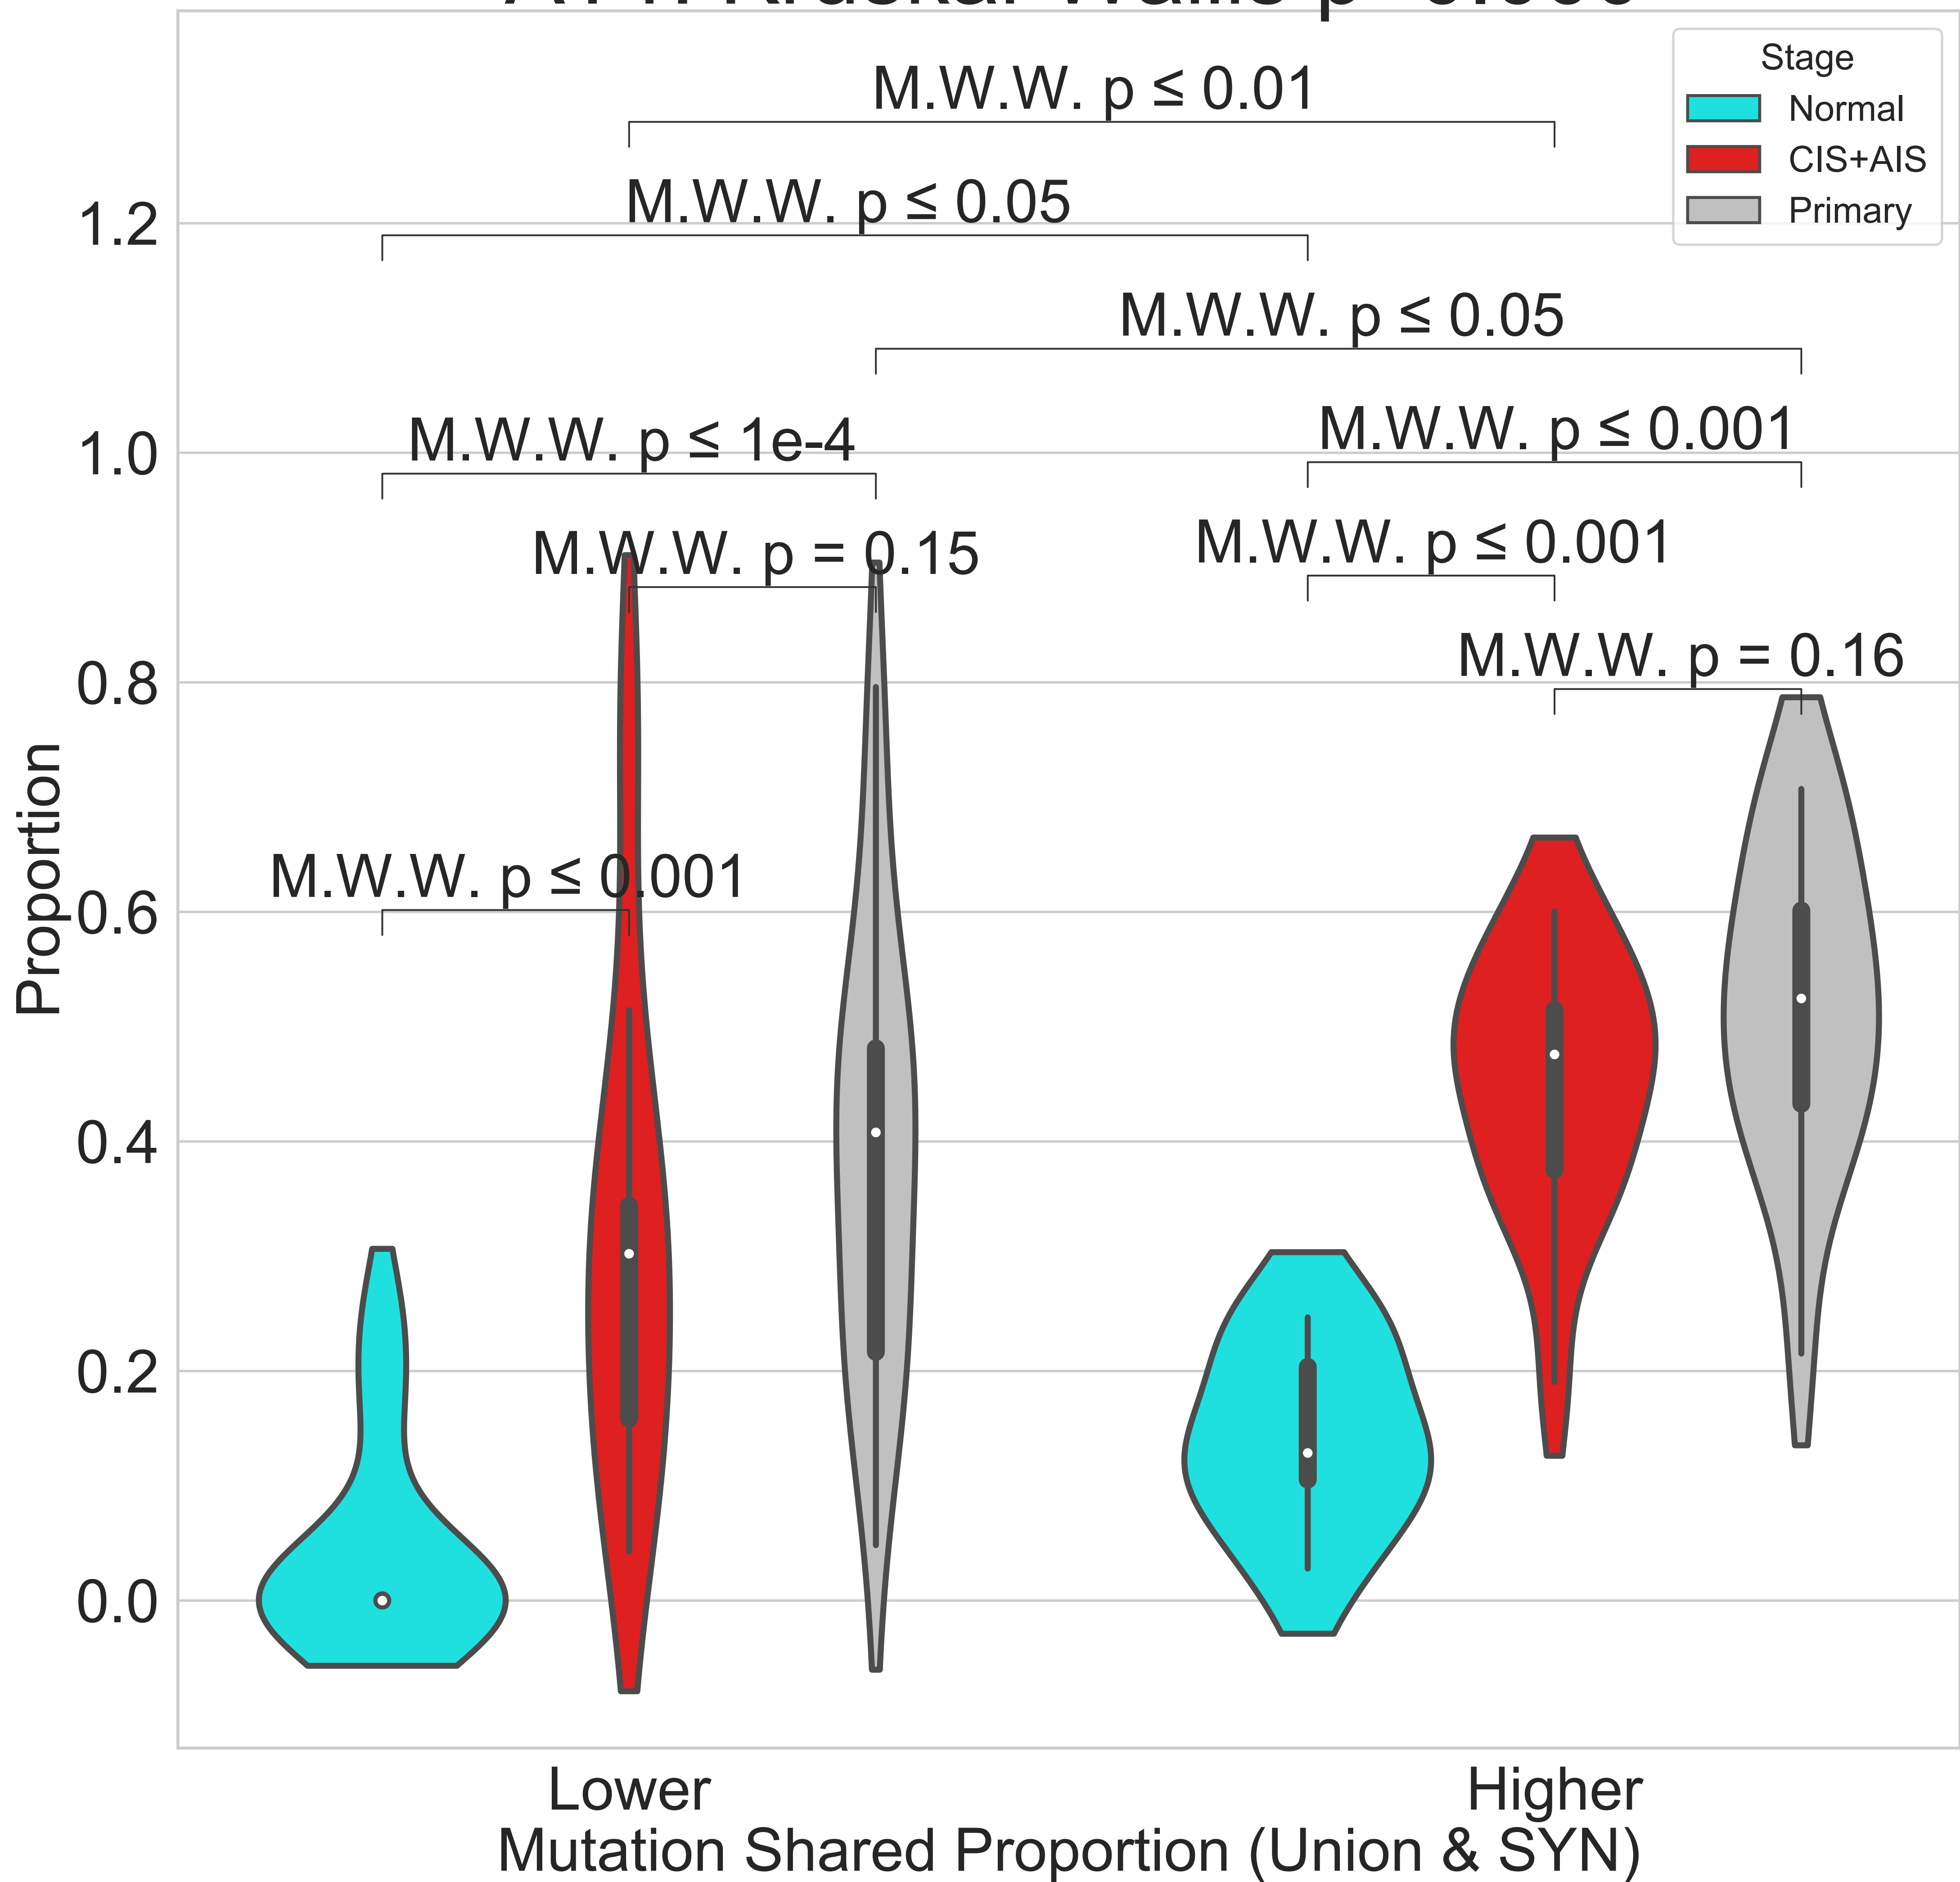 Stage
Normal
CIS+AIS
Primary
M.W.W. p ≤ 0.01
M.W.W. p ≤ 0.05
M.W.W. p ≤ 0.05
M.W.W. p ≤ 1e-4
M.W.W. p ≤ 0.001
M.W.W. p = 0.15
M.W.W. p ≤ 0.001
M.W.W. p = 0.16
M.W.W. p ≤ 0.001
Proportion
1.2
1.0
0.8
0.6
0.4
0.2
0.0
Lower
Higher
Mutation Shared Proportion (Union & SYN)